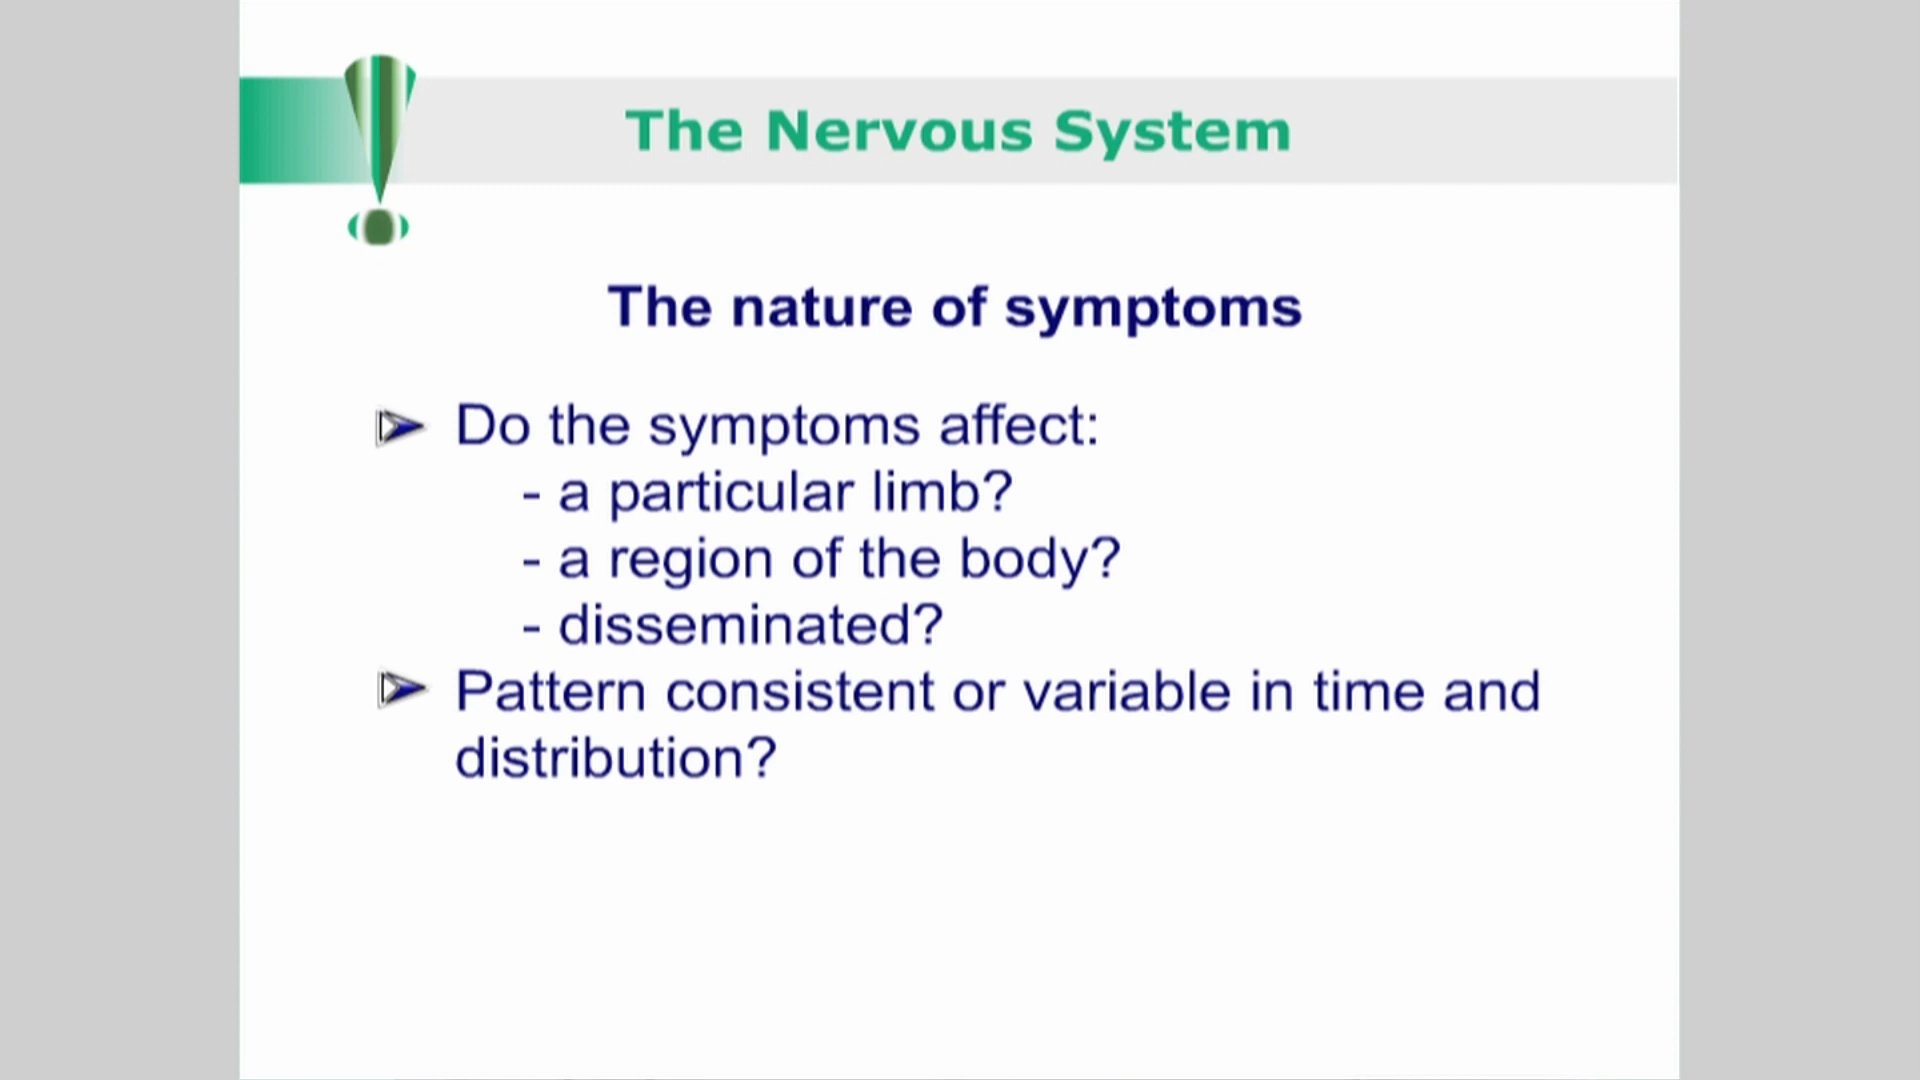 The Nervous System
The nature of symptoms
Do the symptoms affect:
- a particular limb?
- a region of the body?
- disseminated?
Pattern consistent or variable in time and
distribution?